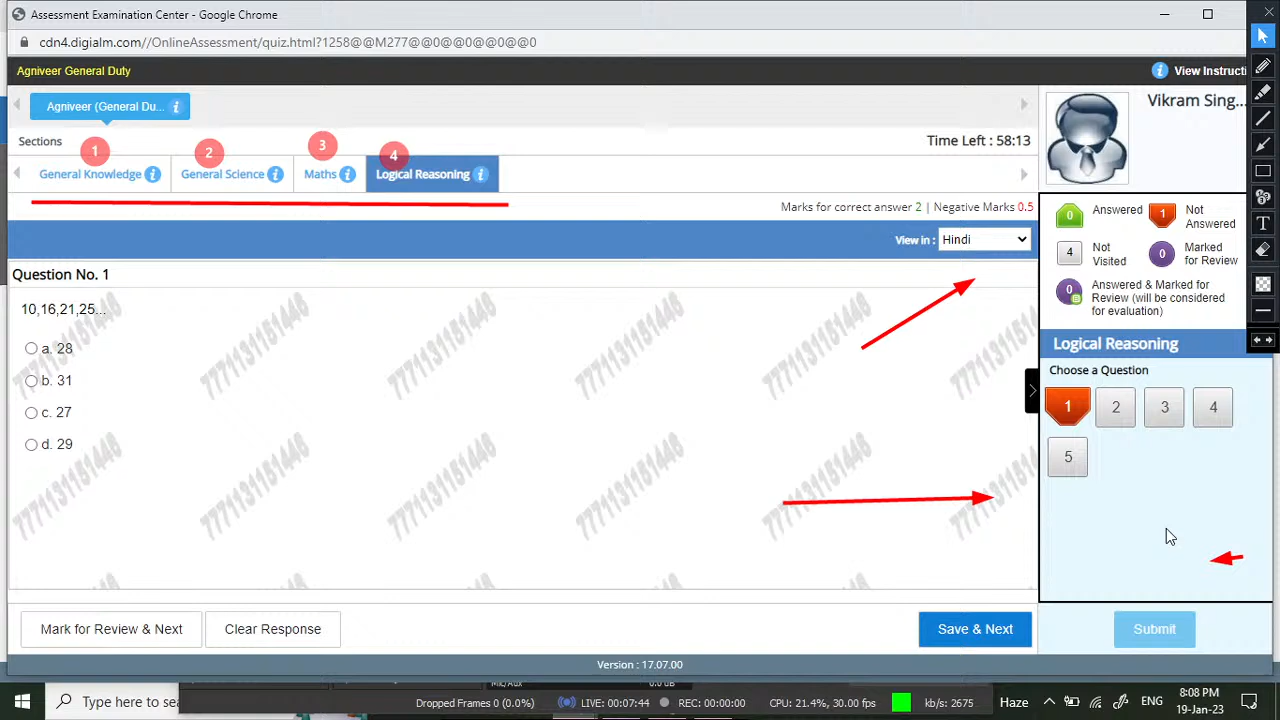 Assessment Examination Center - Google Chrome
cdn4.digialm.com//OnlineAssessment/quiz.html?1258@@M277@@0@@0@@0@@0
Agniveer General Duty
View Instructi
Agniveer (General Du...
Vikram Sing...
Sections
Time Left : 58:13
1 2 3 4
General Knowledge
General Science
Maths
Logical Reasoning
Marks for correct answer 2 | Negative Marks 0.5
View in : Hindi
0 Answered
1 Not Answered
4 Not Visited
0 Marked for Review
0 Answered & Marked for
Review (will be considered
for evaluation)
Question No. 1
10,16,21,25...
a. 28
b. 31
c. 27
d. 29
Logical Reasoning
Choose a Question
1 2 3 4
5
Mark for Review & Next
Clear Response
Save & Next
Submit
Version : 17.07.00
Type here to sea
Dropped Frames 0 (0.0%)
LIVE: 00:07:44
REC: 00:00:00
CPU: 21.4%, 30.00 fps
kb/s: 2675
Haze
ENG
8:08 PM
19-Jan-23